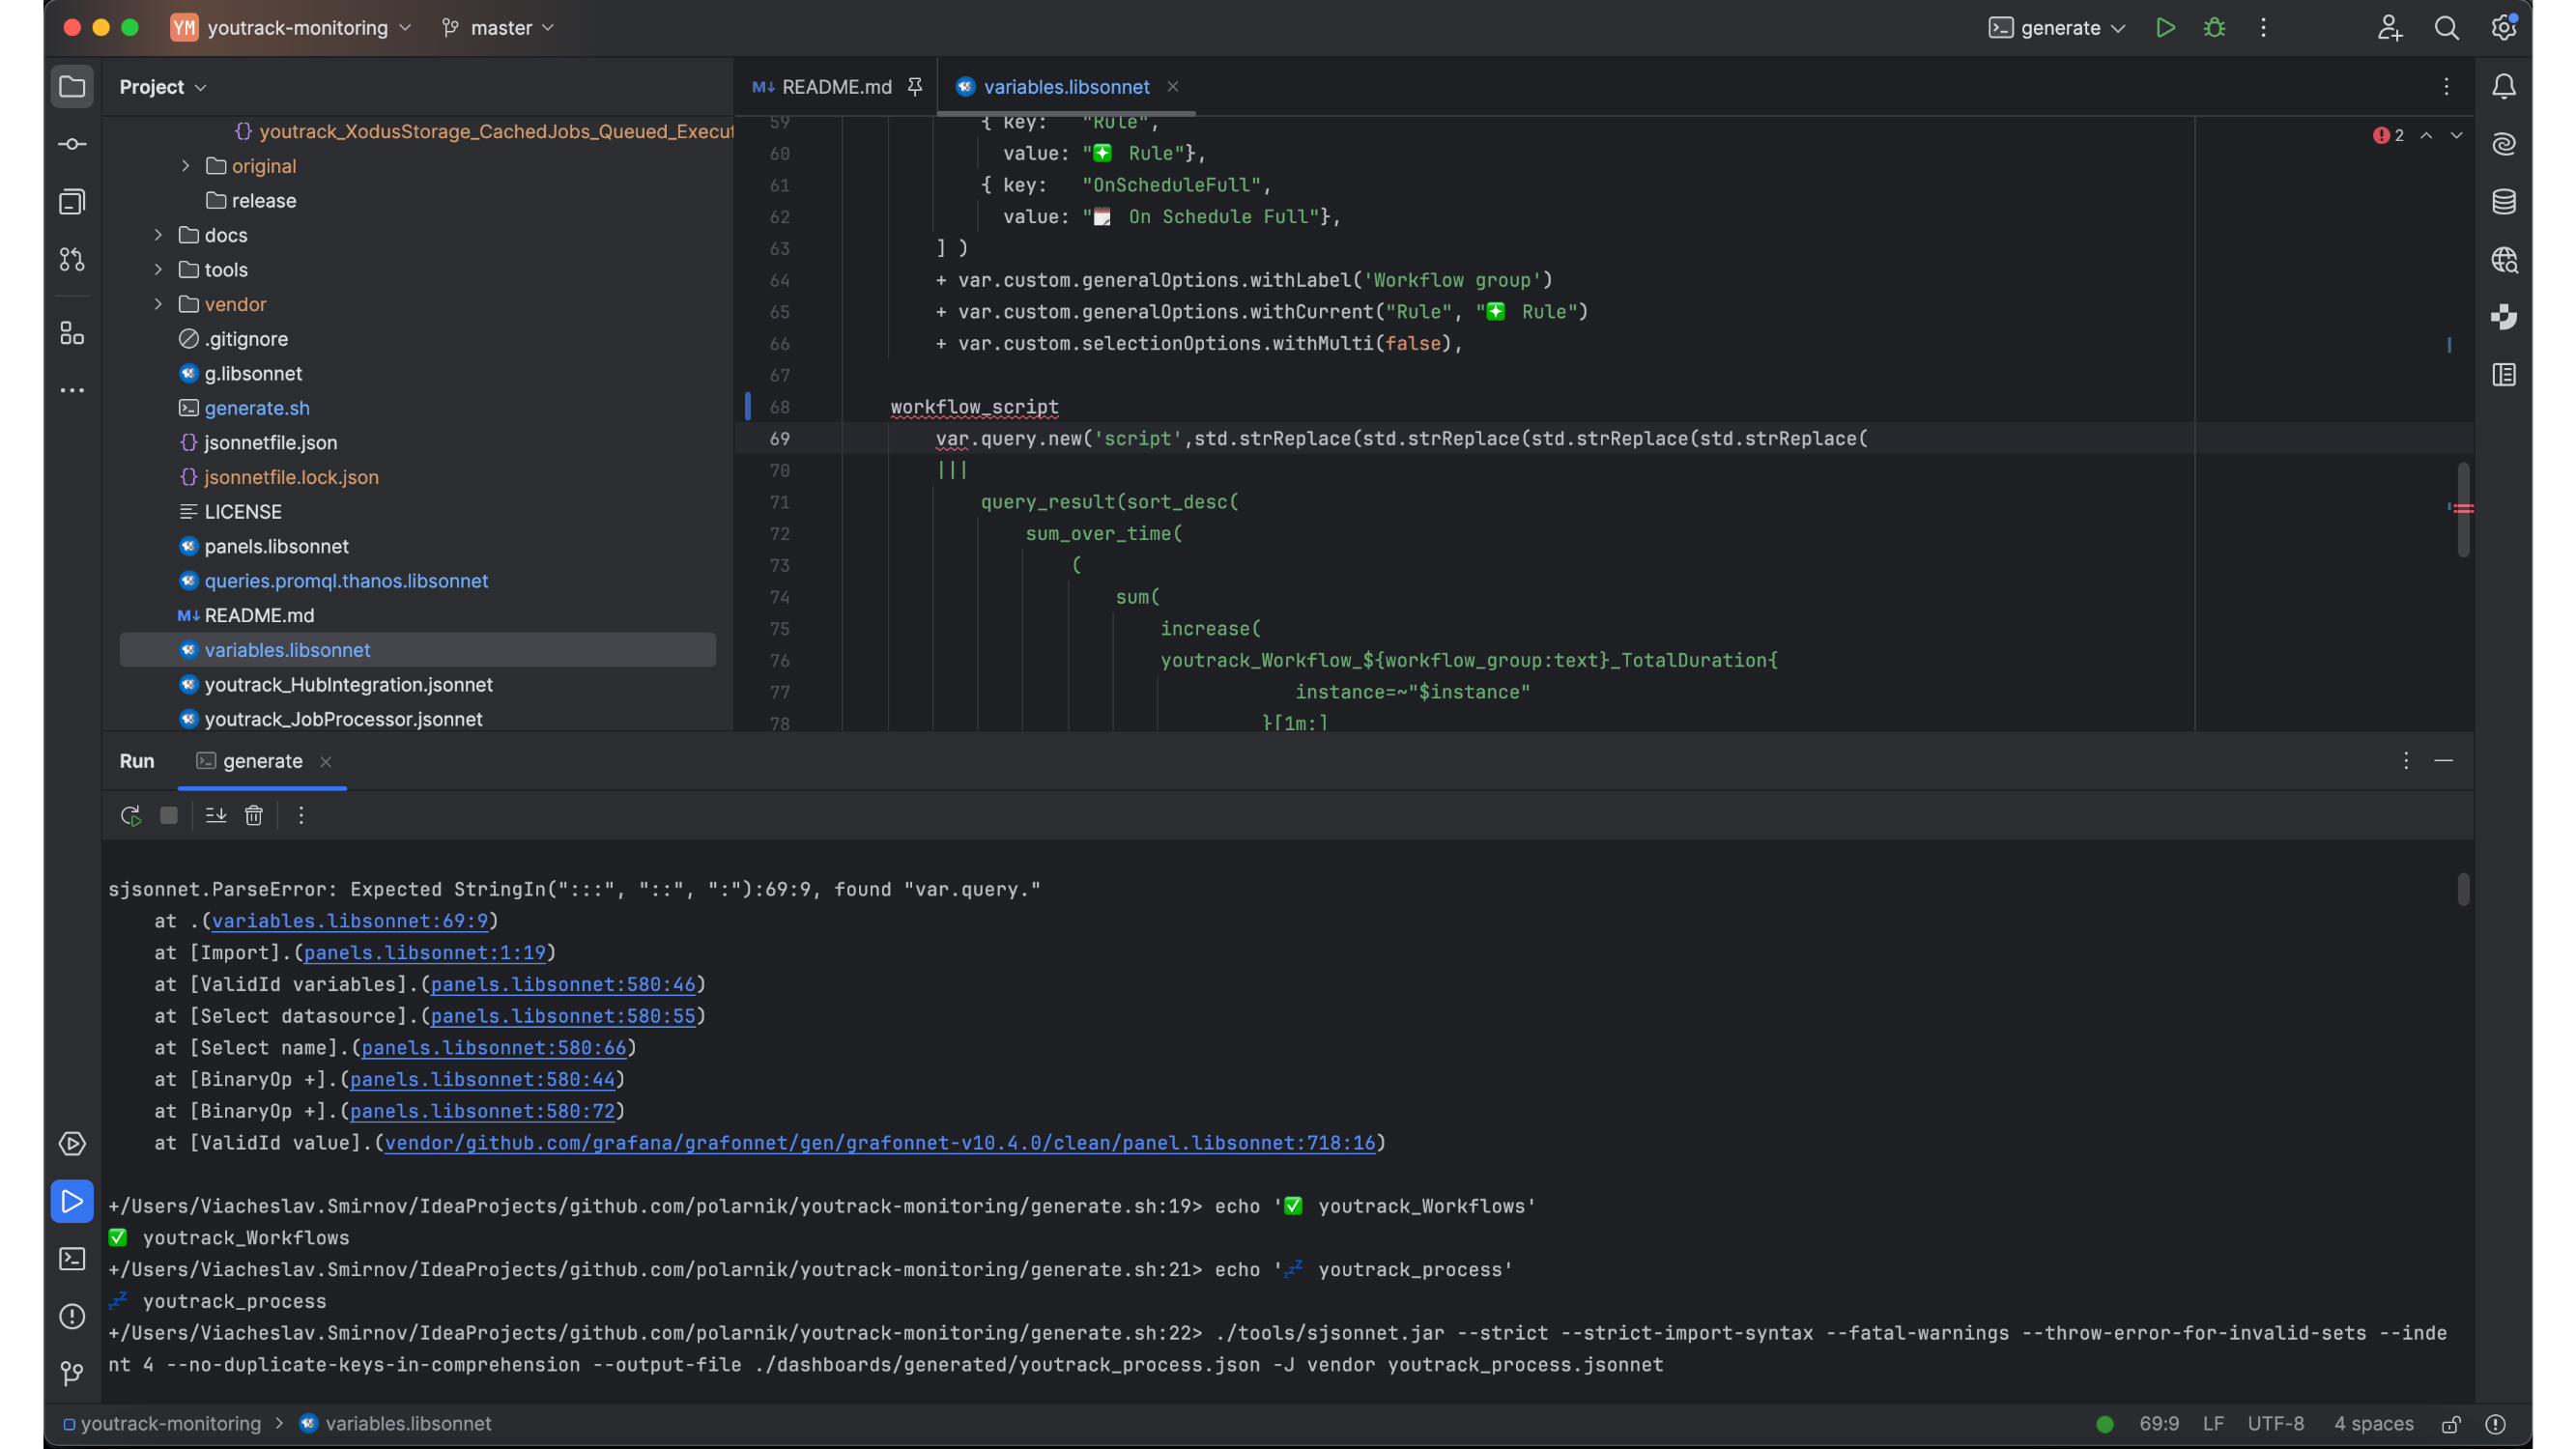 YM youtrack-monitoring master generate
Project
README.md
variables.libsonnet
youtrack_XodusStorage_CachedJobs_Queued_Execut
original
release
docs
tools
vendor
.gitignore
g.libsonnet
generate.sh
jsonnetfile.json
jsonnetfile.lock.json
LICENSE
panels.libsonnet
queries.promql.thanos.libsonnet
README.md
variables.libsonnet
youtrack_HubIntegration.jsonnet
youtrack_JobProcessor.jsonnet
2
59 { key: "Rule",
60 value: "❇️ Rule"},
61 { key: "OnScheduleFull",
62 value: "🗒️ On Schedule Full"},
63 ] )
64 + var.custom.generalOptions.withLabel('Workflow group')
65 + var.custom.generalOptions.withCurrent("Rule", "❇️ Rule")
66 + var.custom.selectionOptions.withMulti(false),
67
68 workflow_script
69 var.query.new('script',std.strReplace(std.strReplace(std.strReplace(std.strReplace(
70 |||
71 query_result(sort_desc(
72 sum_over_time(
73 (
74 sum(
75 increase(
76 youtrack_Workflow_${workflow_group:text}_TotalDuration{
77 instance=~"$instance"
78 }[1m:]
Run generate
sjsonnet.ParseError: Expected StringIn(":::", "::", ":"):69:9, found "var.query."
at .(variables.libsonnet:69:9)
at [Import].(panels.libsonnet:1:19)
at [ValidId variables].(panels.libsonnet:580:46)
at [Select datasource].(panels.libsonnet:580:55)
at [Select name].(panels.libsonnet:580:66)
at [BinaryOp +].(panels.libsonnet:580:44)
at [BinaryOp +].(panels.libsonnet:580:72)
at [ValidId value].(vendor/github.com/grafana/grafonnet/gen/grafonnet-v10.4.0/clean/panel.libsonnet:718:16)
+/Users/Viacheslav.Smirnov/IdeaProjects/github.com/polarnik/youtrack-monitoring/generate.sh:19> echo '✅ youtrack_Workflows'
✅ youtrack_Workflows
+/Users/Viacheslav.Smirnov/IdeaProjects/github.com/polarnik/youtrack-monitoring/generate.sh:21> echo '💤 youtrack_process'
💤 youtrack_process
+/Users/Viacheslav.Smirnov/IdeaProjects/github.com/polarnik/youtrack-monitoring/generate.sh:22> ./tools/sjsonnet.jar --strict --strict-import-syntax --fatal-warnings --throw-error-for-invalid-sets --inde
nt 4 --no-duplicate-keys-in-comprehension --output-file ./dashboards/generated/youtrack_process.json -J vendor youtrack_process.jsonnet
youtrack-monitoring > variables.libsonnet 69:9 LF UTF-8 4 spaces